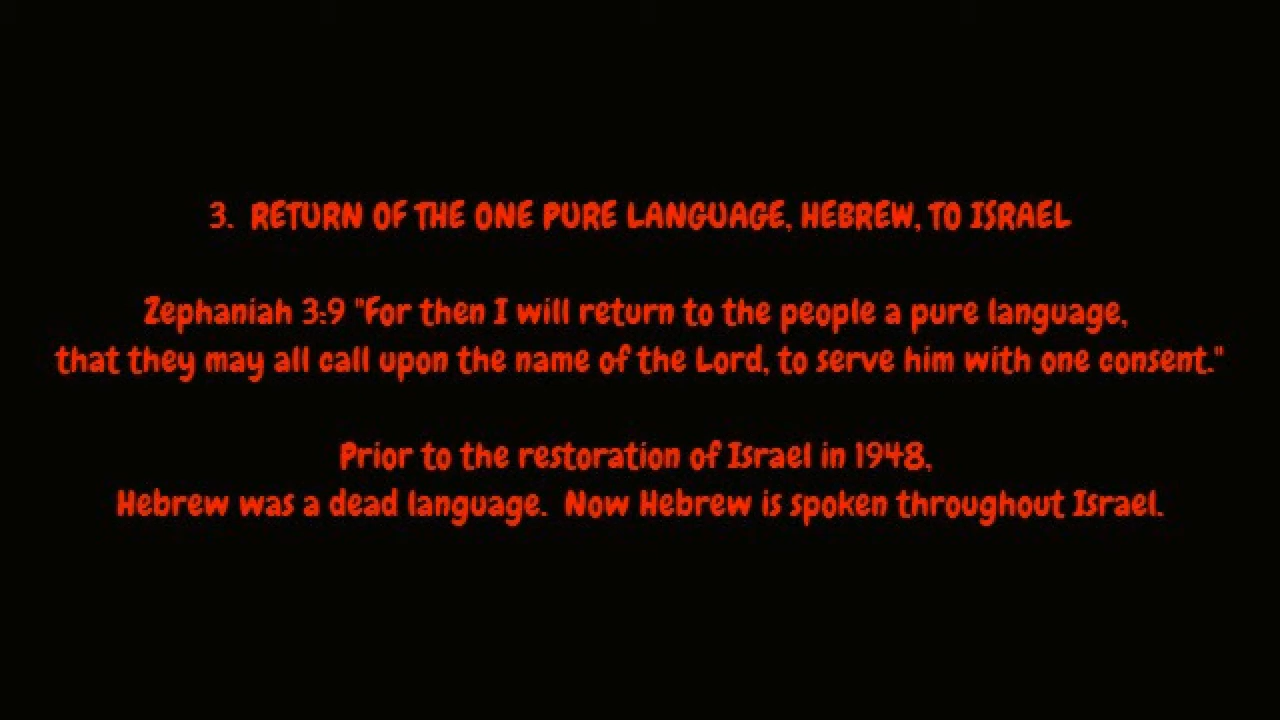 3. RETURN OF THE ONE PURE LANGUAGE, HEBREW, TO ISRAEL
Zephaniah 3:9 "For then I will return to the people a pure language,
that they may all call upon the name of the Lord, to serve him with one consent."
Prior to the restoration of Israel in 1948,
Hebrew was a dead language. Now Hebrew is spoken throughout Israel.